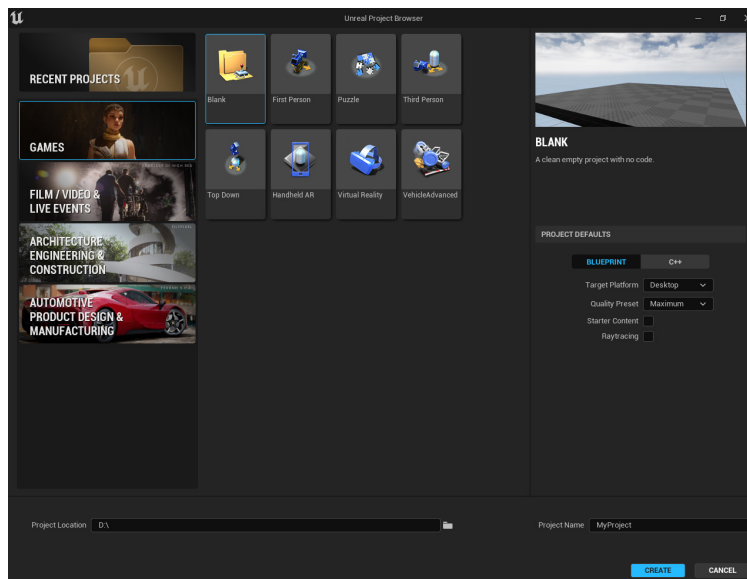 Unreal Project Browser
RECENT PROJECTS
GAMES
FILM / VIDEO &
LIVE EVENTS
ARCHITECTURE
ENGINEERING &
CONSTRUCTION
AUTOMOTIVE
PRODUCT DESIGN &
MANUFACTURING
Blank
First Person
Puzzle
Third Person
Top Down
Handheld AR
Virtual Reality
VehicleAdvanced
BLANK
A clean empty project with no code.
PROJECT DEFAULTS
BLUEPRINT
C++
Target Platform
Desktop
Quality Preset
Maximum
Starter Content
Raytracing
Project Location
D:\
Project Name
MyProject
CREATE
CANCEL